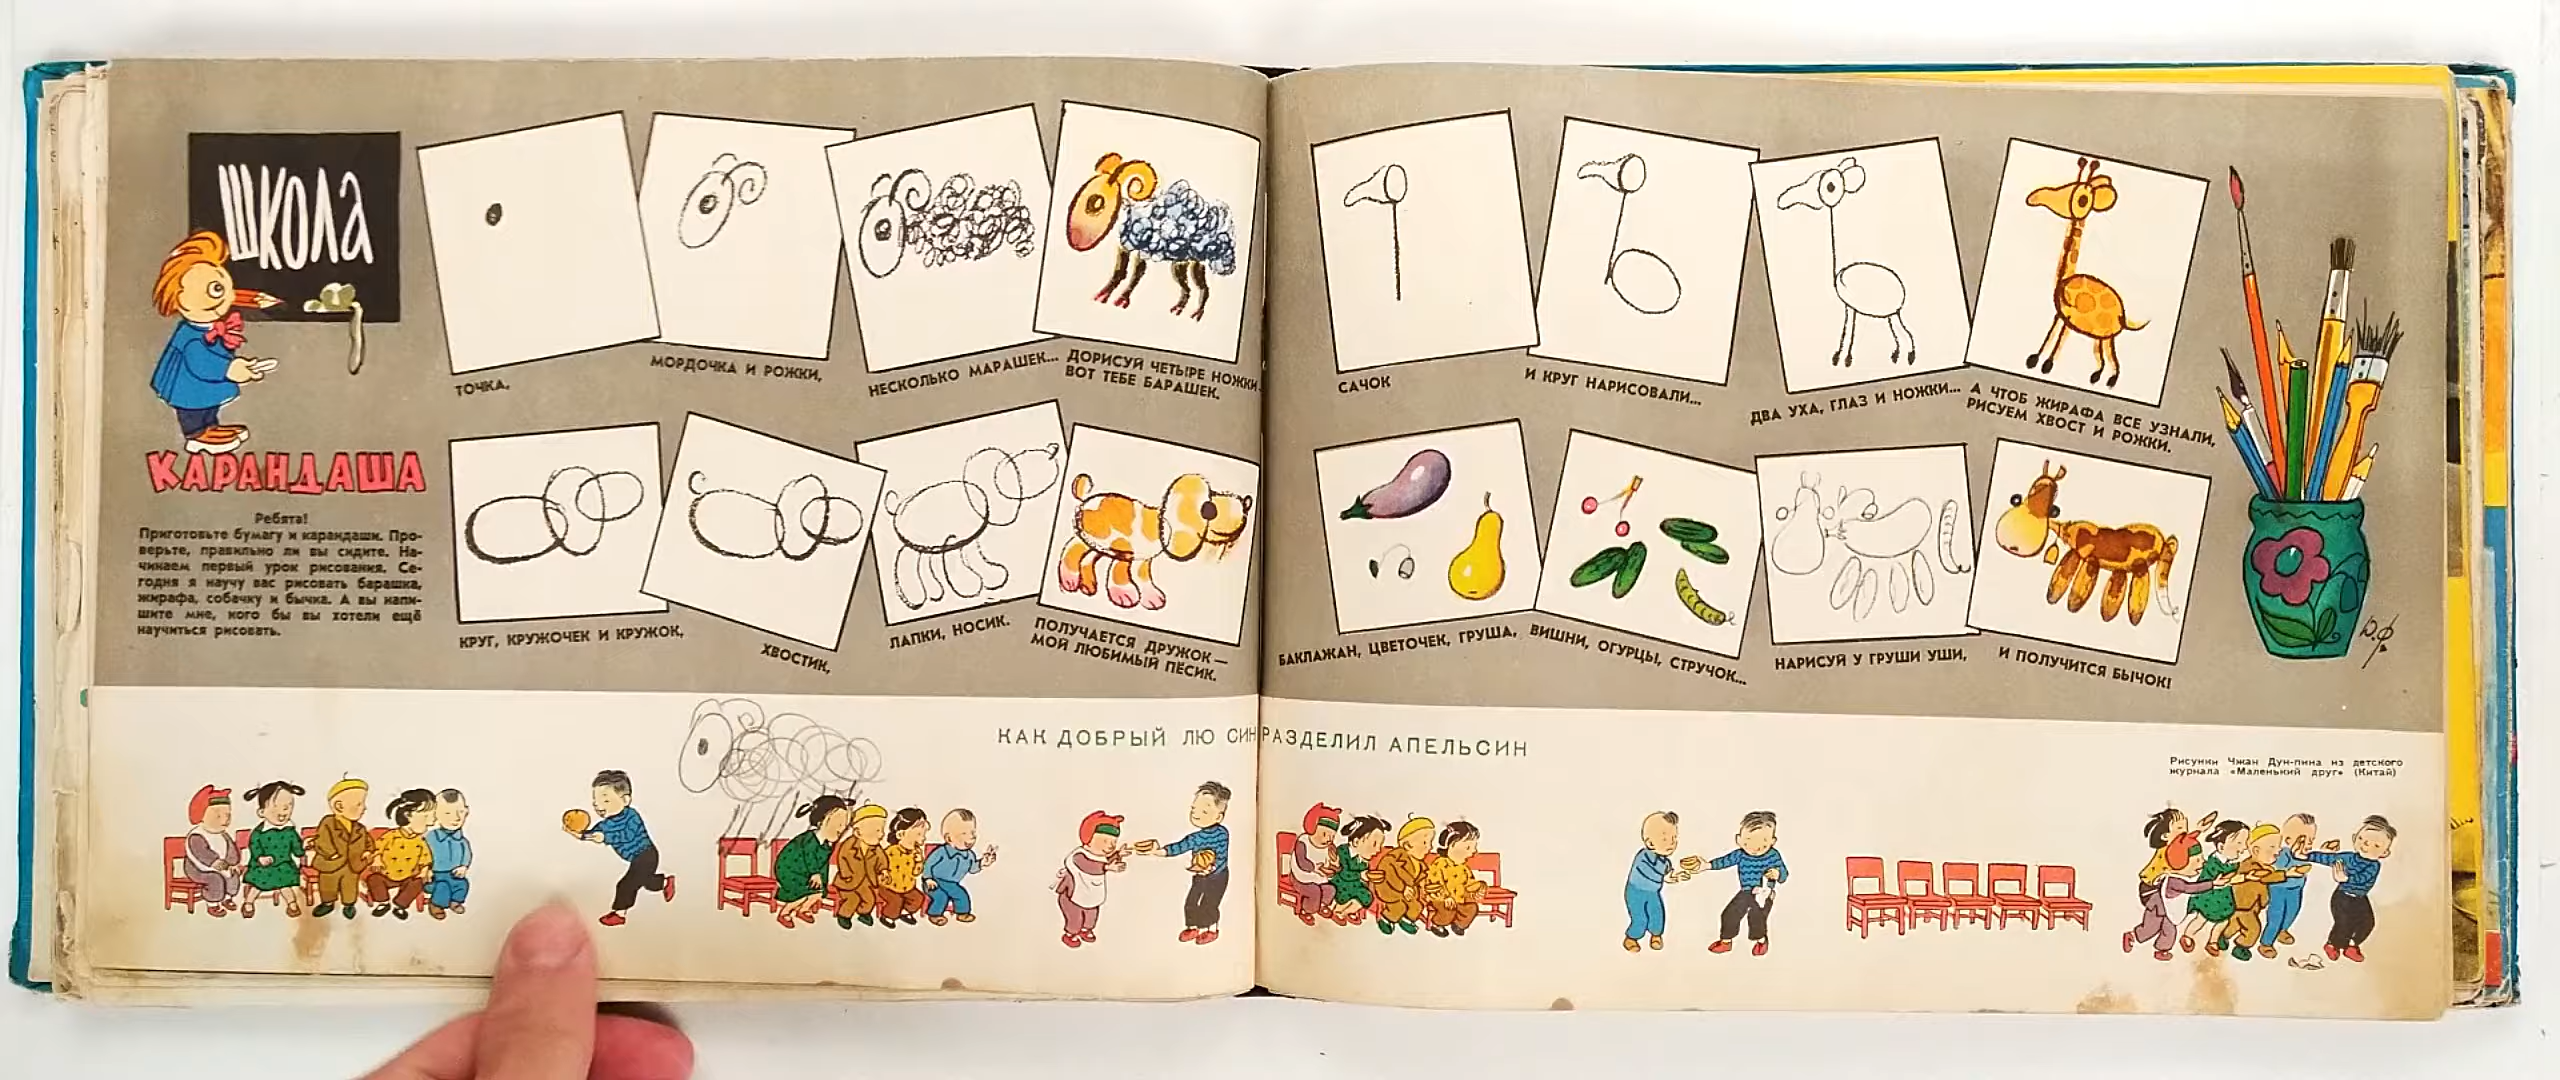 ШКОЛА
КАРАНДАША
Ребята!
Приготовьте бумагу и карандаши. Про-
верьте, правильно ли вы сидите. На-
чинаем первый урок рисования. Се-
годня я научу вас рисовать барашка,
жирафа, собачку и бычка. А вы напи-
шите мне, кого бы вы хотели ещё
научиться рисовать.
ТОЧКА,
МОРДОЧКА И РОЖКИ,
НЕСКОЛЬКО МАРАШЕК...
ДОРИСУЙ ЧЕТЫРЕ НОЖКИ.
ВОТ ТЕБЕ БАРАШЕК.
КРУГ, КРУЖОЧЕК И КРУЖОК,
ХВОСТИК,
ЛАПКИ, НОСИК.
ПОЛУЧАЕТСЯ ДРУЖОК —
МОЙ ЛЮБИМЫЙ ПЁСИК.
САЧОК
И КРУГ НАРИСОВАЛИ...
ДВА УХА, ГЛАЗ И НОЖКИ...
А ЧТОБ ЖИРАФА ВСЕ УЗНАЛИ,
РИСУЕМ ХВОСТ И РОЖКИ.
БАКЛАЖАН, ЦВЕТОЧЕК, ГРУША,
ВИШНИ, ОГУРЦЫ, СТРУЧОК...
НАРИСУЙ У ГРУШИ УШИ,
И ПОЛУЧИТСЯ БЫЧОК!
Ю.Ф
КАК ДОБРЫЙ ЛЮ СИН РАЗДЕЛИЛ АПЕЛЬСИН
Рисунки Чжан Дун-пина из детского
журнала «Маленький друг» (Китай)